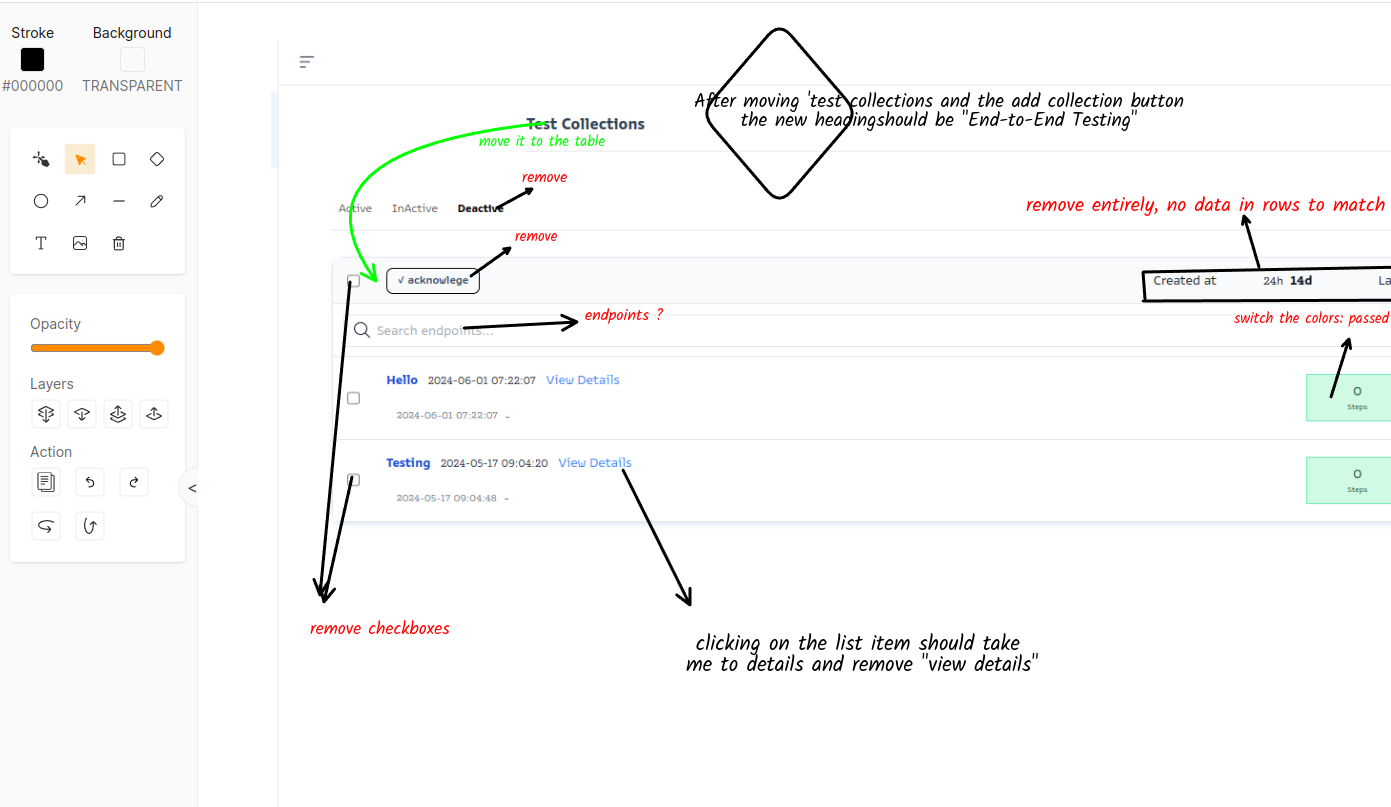 Stroke
Background
#000000
TRANSPARENT
After moving 'test collections and the add collection button
the new headingshould be "End-to-End Testing"
Test Collections
move it to the table
remove
Active InActive Deactive
remove entirely, no data in rows to match
remove
√ acknowlege
Created at 24h 14d La
endpoints ?
switch the colors: passed
Search endpoints...
Opacity
Layers
Action
<
Hello 2024-06-01 07:22:07 View Details
2024-06-01 07:22:07 -
0
Steps
Testing 2024-05-17 09:04:20 View Details
2024-05-17 09:04:48 -
0
Steps
remove checkboxes
clicking on the list item should take
me to details and remove "view details"